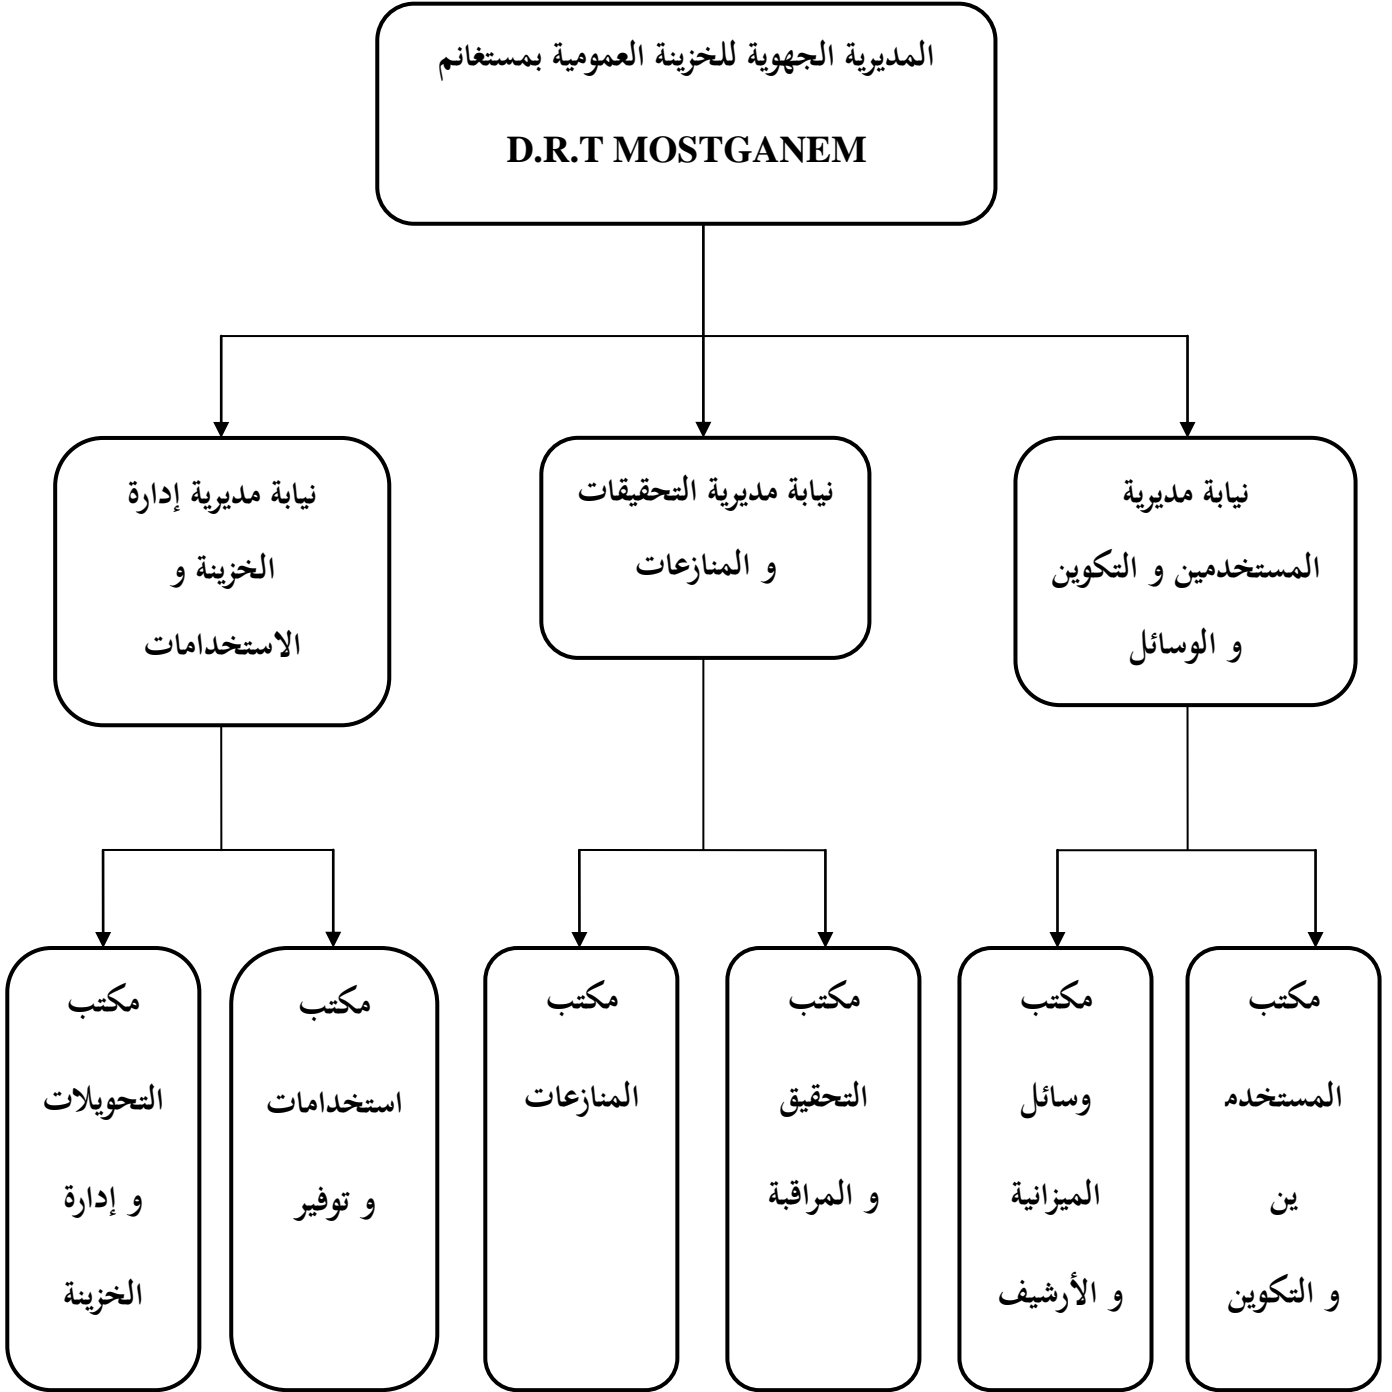 المديرية الجهوية للخزينة العمومية بمستغانم
D.R.T MOSTGANEM
نيابة مديرية
المستخدمين و التكوين
و الوسائل
نيابة مديرية التحقيقات
و المنازعات
نيابة مديرية إدارة
الخزينة و
الاستخدامات
مكتب
المستخدم
ين
و التكوين
مكتب
وسائل
الميزانية
و الأرشيف
مكتب
التحقيق
و المراقبة
مكتب
المنازعات
مكتب
استخدامات
و توفير
مكتب
التحويلات
و إدارة
الخزينة